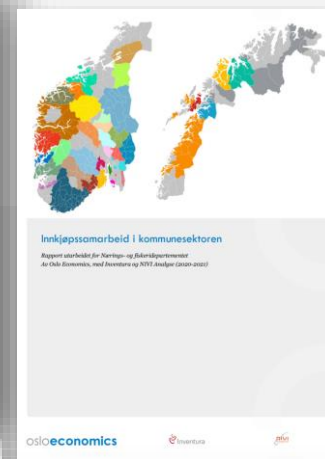 Innkjøpssamarbeid i kommunesektoren
Rapport utarbeidet for Nærings- og fiskeridepartementet
Av Oslo Economics, med Inventura og NIVI Analyse (2020-2021)
osloeconomics
inventura
nivi